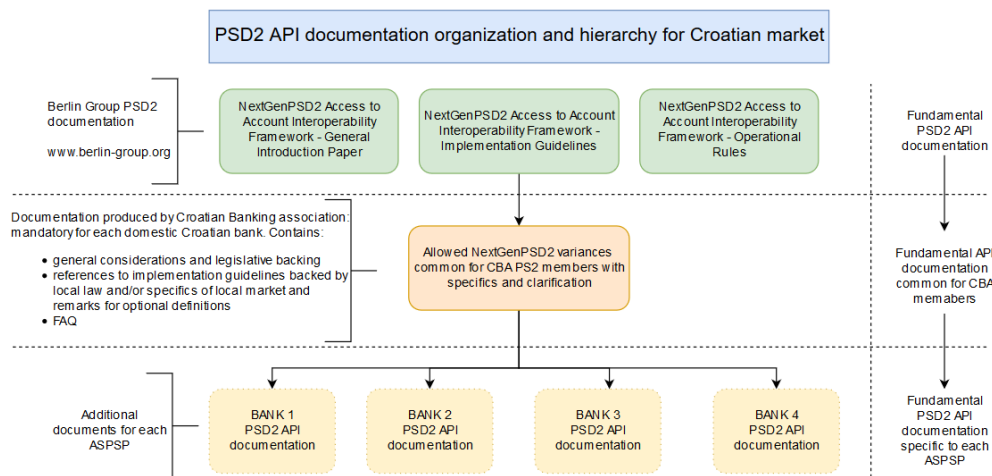 PSD2 API documentation organization and hierarchy for Croatian market
Berlin Group PSD2
documentation
www.berlin-group.org
NextGenPSD2 Access to
Account Interoperability
Framework - General
Introduction Paper
NextGenPSD2 Access to Account
Interoperability Framework -
Implementation Guidelines
NextGenPSD2 Access to
Account Interoperability
Framework - Operational
Rules
Fundamental
PSD2 API
documentation
Documentation produced by Croatian Banking association:
mandatory for each domestic Croatian bank. Contains:
• general considerations and legislative backing
• references to implementation guidelines backed by
local law and/or specifics of local market and
remarks for optional definitions
• FAQ
Allowed NextGenPSD2 variances
common for CBA PS2 members with
specifics and clarification
Fundamental API
documentation
common for CBA
memabers
Additional
documents for each
ASPSP
BANK 1
PSD2 API
documentation
BANK 2
PSD2 API
documentation
BANK 3
PSD2 API
documentation
BANK 4
PSD2 API
documentation
Fundamental
PSD2 API
documentation
specific to each
ASPSP